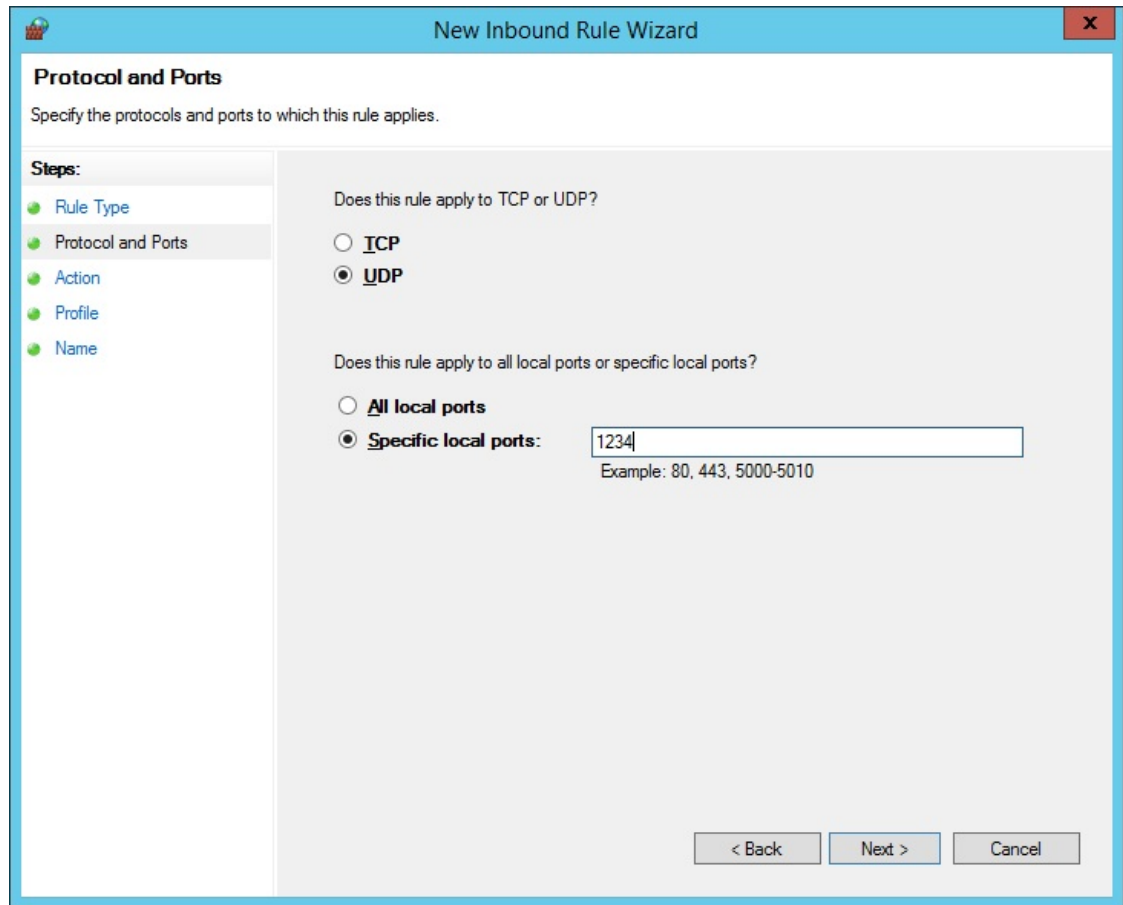 New Inbound Rule Wizard
x
Protocol and Ports
Specify the protocols and ports to which this rule applies.
Steps:
Rule Type
Protocol and Ports
Action
Profile
Name
Does this rule apply to TCP or UDP?
TCP
UDP
Does this rule apply to all local ports or specific local ports?
All local ports
Specific local ports: 1234
Example: 80, 443, 5000-5010
< Back Next > Cancel